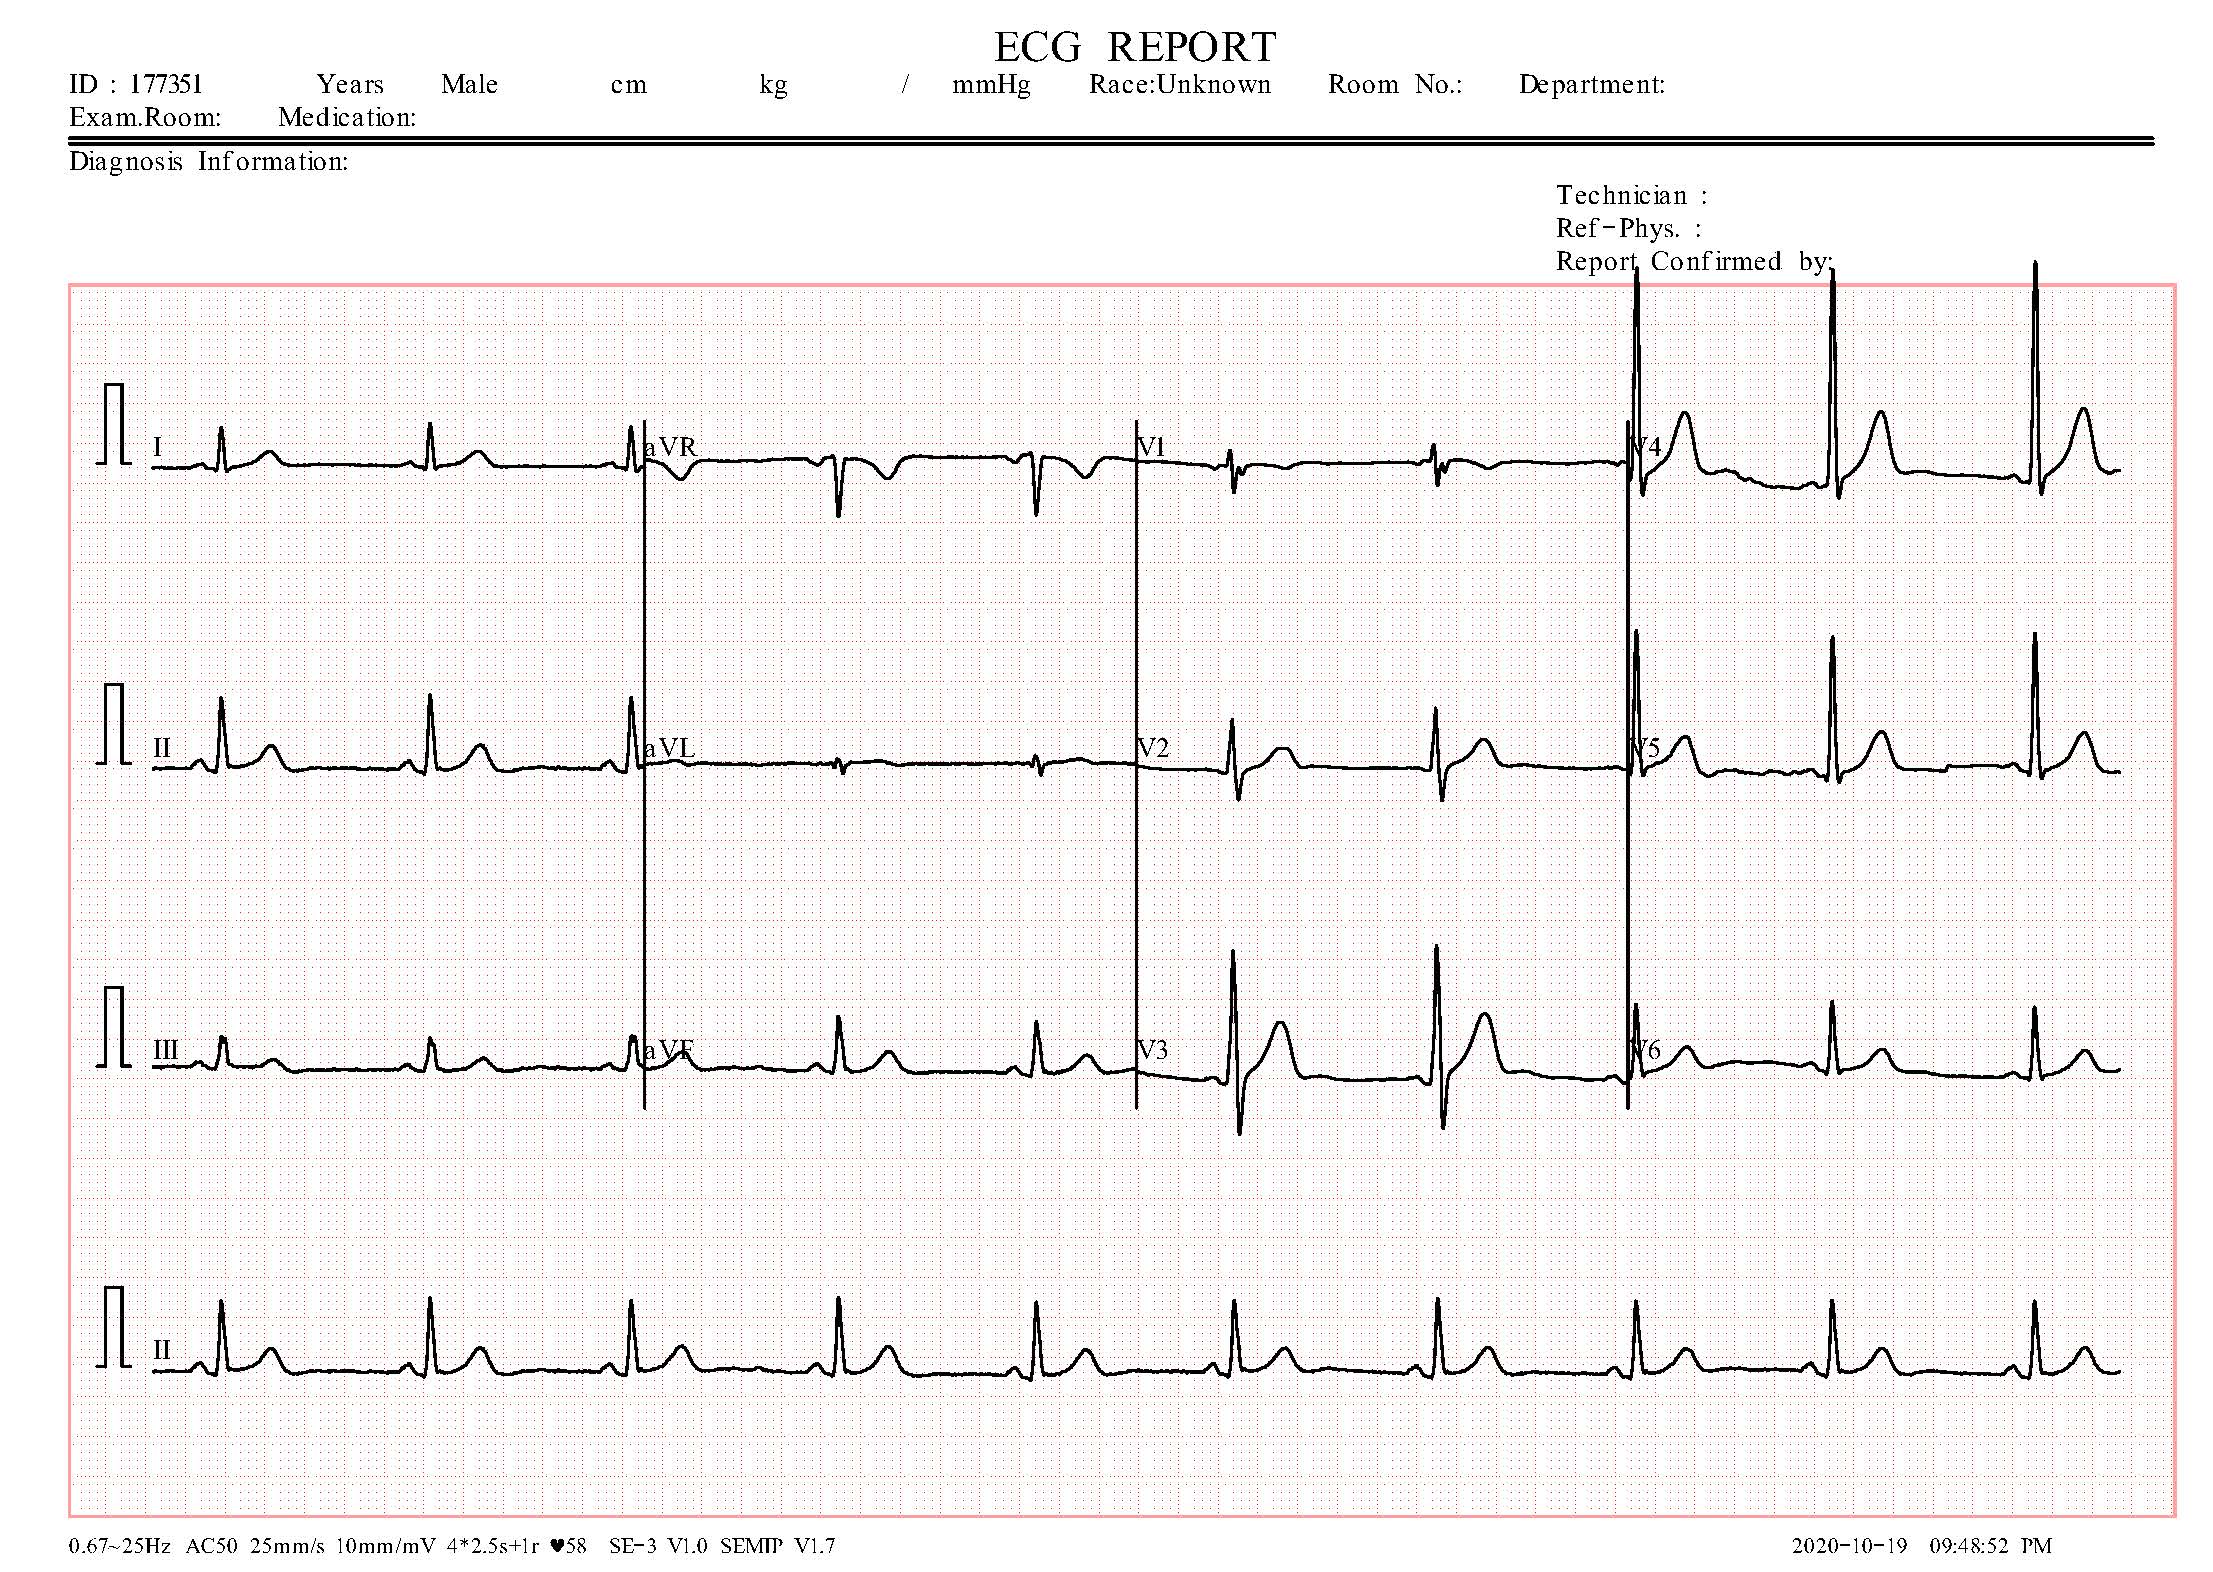 ECG REPORT
ID : 177351 Years Male cm kg / mmHg Race:Unknown Room No.: Department:
Exam.Room: Medication:
Diagnosis Information:
Technician :
Ref-Phys. :
Report Confirmed by:
I aVR V1 V4
II aVL V2 V5
III aVF V3 V6
II
0.67~25Hz AC50 25mm/s 10mm/mV 4*2.5s+1r ♥58 SE-3 V1.0 SEMIP V1.7 2020-10-19 09:48:52 PM